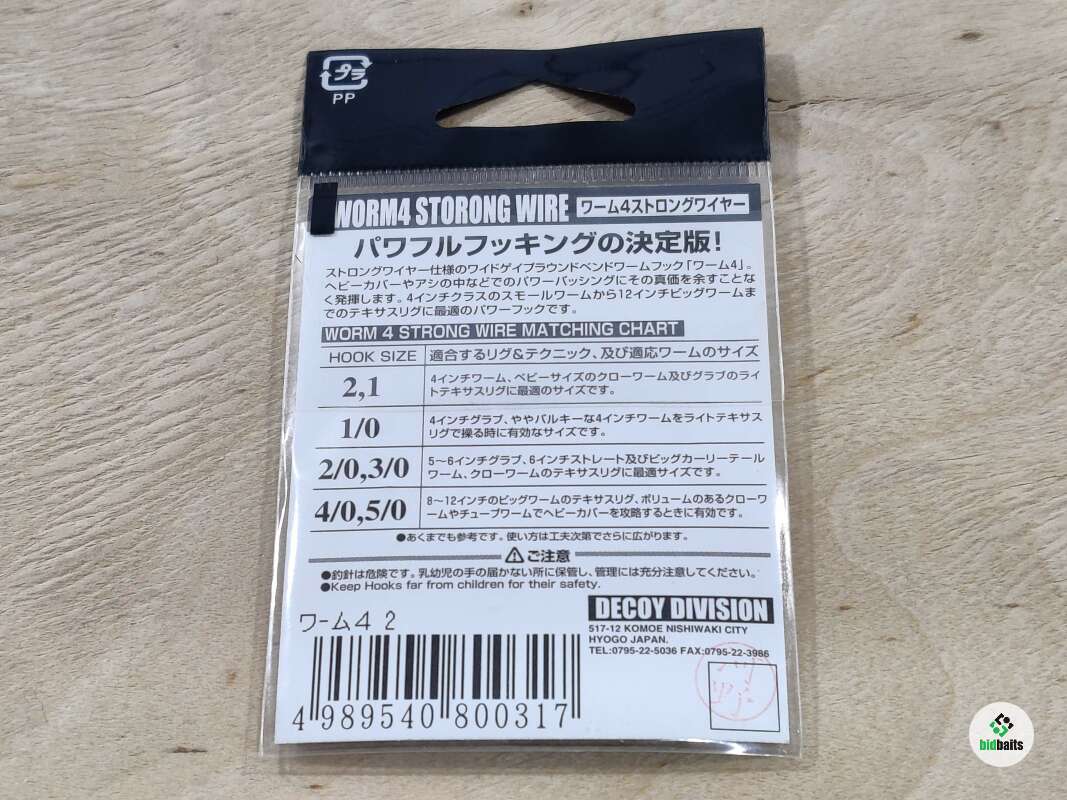 プラ
PP
WORM4 STORONG WIRE ワーム4ストロングワイヤー
パワフルフッキングの決定版!
ストロングワイヤー仕様のワイドゲイプラウンドベンドワームフック「ワーム4」。
ヘビーカバーやアシの中などでのパワーバッシングにその真価を余すことな
く発揮します。4インチクラスのスモールワームから12インチビッグワームま
でのテキサスリグに最適のパワーフックです。
WORM 4 STRONG WIRE MATCHING CHART
HOOK SIZE 適合するリグ&テクニック、及び適応ワームのサイズ
2,1 4インチワーム、ベビーサイズのクローワーム及びグラブのライ
トテキサスリグに最適のサイズです。
1/0 4インチグラブ、ややバルキーな4インチワームをライトテキサス
リグで操る時に有効なサイズです。
2/0,3/0 5〜6インチグラブ、6インチストレート及びビッグカーリーテール
ワーム、クローワームのテキサスリグに最適サイズです。
4/0,5/0 8〜12インチのビッグワームのテキサスリグ、ボリュームのあるクローワ
ームやチューブワームでヘビーカバーを攻略するときに有効です。
●あくまでも参考です。使い方は工夫次第でさらに広がります。
ご注意
●釣針は危険です。乳幼児の手の届かない所に保管し、管理には充分注意してください。
●Keep Hooks far from children for their safety.
ワーム4 2
DECOY DIVISION
517-12 KOMOE NISHIWAKI CITY
HYOGO JAPAN.
TEL:0795-22-5036 FAX:0795-22-3986
4 989540 800317
bidbaits